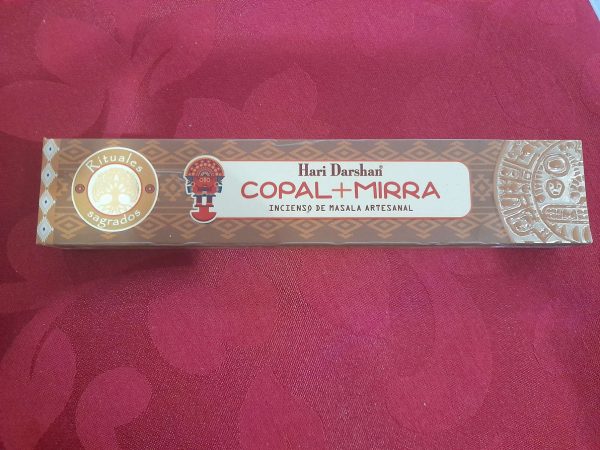 Rituales
sagrados
Hari Darshan®
COPAL+MIRRA
INCIENSO DE MASALA ARTESANAL